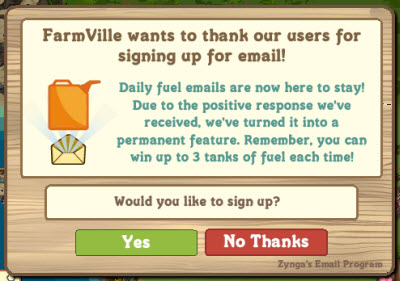 FarmVille wants to thank our users for
signing up for email!
Daily fuel emails are now here to stay!
Due to the positive response we've
received, we've turned it into a
permanent feature. Remember, you can
win up to 3 tanks of fuel each time!
Would you like to sign up?
Yes
No Thanks
Zynga's Email Program